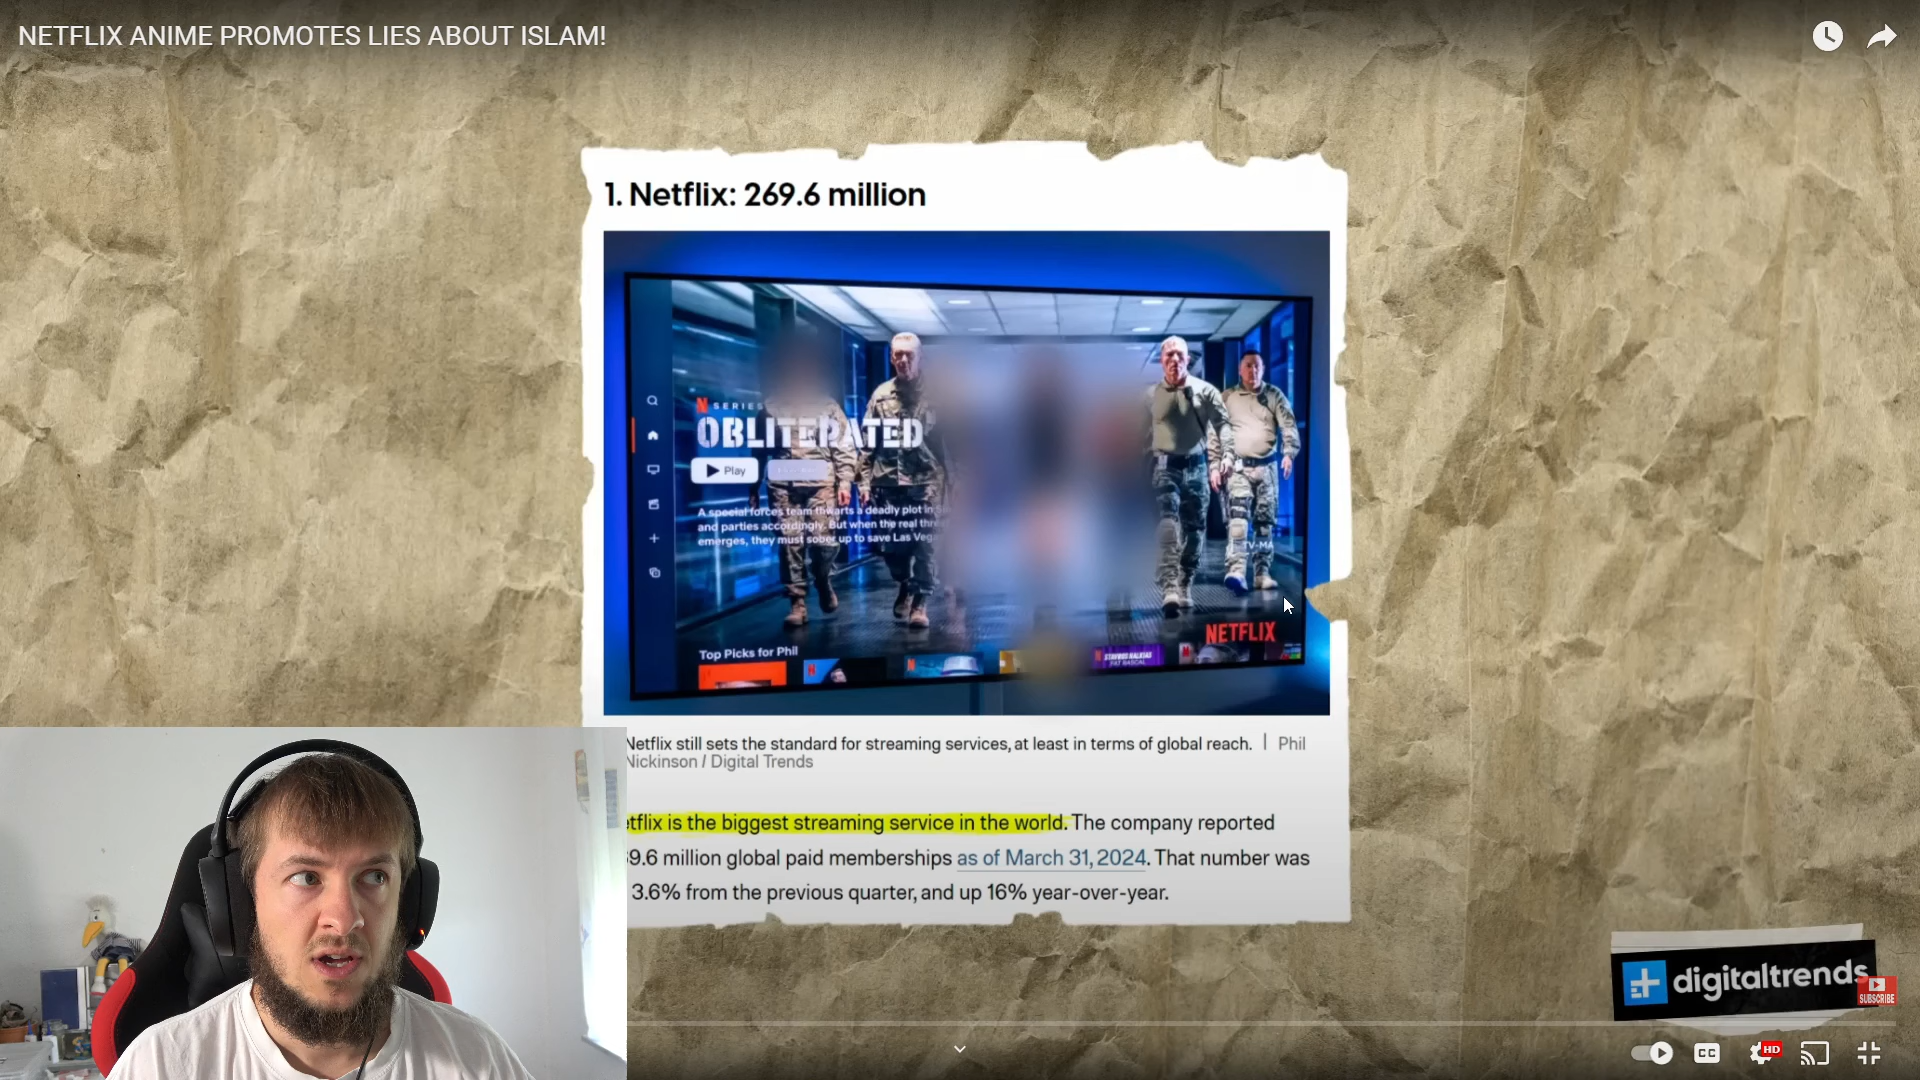 NETFLIX ANIME PROMOTES LIES ABOUT ISLAM!
1. Netflix: 269.6 million
N SERIES
OBLITERATED
Play
A special forces team thwarts a deadly plot in
and parties accordingly. But when the real
emerges, they must sober up to save Las
TV-MA
NETFLIX
Top Picks for Phil
Netflix still sets the standard for streaming services, at least in terms of global reach. | Phil
Nickinson / Digital Trends
etflix is the biggest streaming service in the world. The company reported
9.6 million global paid memberships as of March 31, 2024. That number was
3.6% from the previous quarter, and up 16% year-over-year.
digitaltrends
SUBSCRIBE
CC
HD